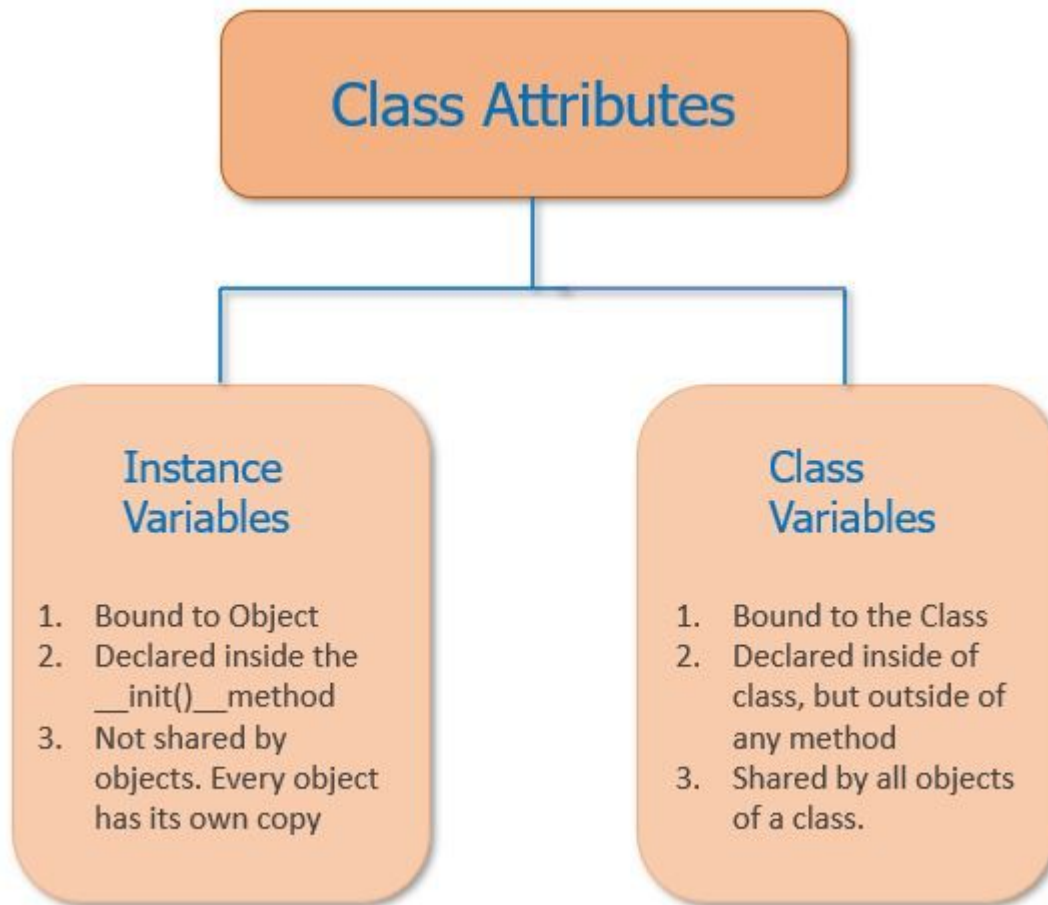 Class Attributes
Instance
Variables
1. Bound to Object
2. Declared inside the
__init()__method
3. Not shared by
objects. Every object
has its own copy
Class
Variables
1. Bound to the Class
2. Declared inside of
class, but outside of
any method
3. Shared by all objects
of a class.